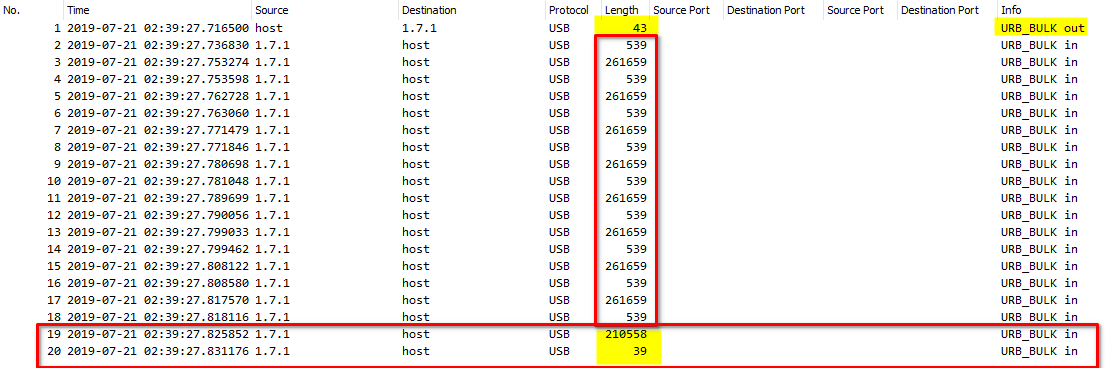 No. Time Source Destination Protocol Length Source Port Destination Port Source Port Destination Port Info
1 2019-07-21 02:39:27.716500 host 1.7.1 USB 43 URB_BULK out
2 2019-07-21 02:39:27.736830 1.7.1 host USB 539 URB_BULK in
3 2019-07-21 02:39:27.753274 1.7.1 host USB 261659 URB_BULK in
4 2019-07-21 02:39:27.753598 1.7.1 host USB 539 URB_BULK in
5 2019-07-21 02:39:27.762728 1.7.1 host USB 261659 URB_BULK in
6 2019-07-21 02:39:27.763060 1.7.1 host USB 539 URB_BULK in
7 2019-07-21 02:39:27.771479 1.7.1 host USB 261659 URB_BULK in
8 2019-07-21 02:39:27.771846 1.7.1 host USB 539 URB_BULK in
9 2019-07-21 02:39:27.780698 1.7.1 host USB 261659 URB_BULK in
10 2019-07-21 02:39:27.781048 1.7.1 host USB 539 URB_BULK in
11 2019-07-21 02:39:27.789699 1.7.1 host USB 261659 URB_BULK in
12 2019-07-21 02:39:27.790056 1.7.1 host USB 539 URB_BULK in
13 2019-07-21 02:39:27.799033 1.7.1 host USB 261659 URB_BULK in
14 2019-07-21 02:39:27.799462 1.7.1 host USB 539 URB_BULK in
15 2019-07-21 02:39:27.808122 1.7.1 host USB 261659 URB_BULK in
16 2019-07-21 02:39:27.808580 1.7.1 host USB 539 URB_BULK in
17 2019-07-21 02:39:27.817570 1.7.1 host USB 261659 URB_BULK in
18 2019-07-21 02:39:27.818116 1.7.1 host USB 539 URB_BULK in
19 2019-07-21 02:39:27.825852 1.7.1 host USB 210558 URB_BULK in
20 2019-07-21 02:39:27.831176 1.7.1 host USB 39 URB_BULK in